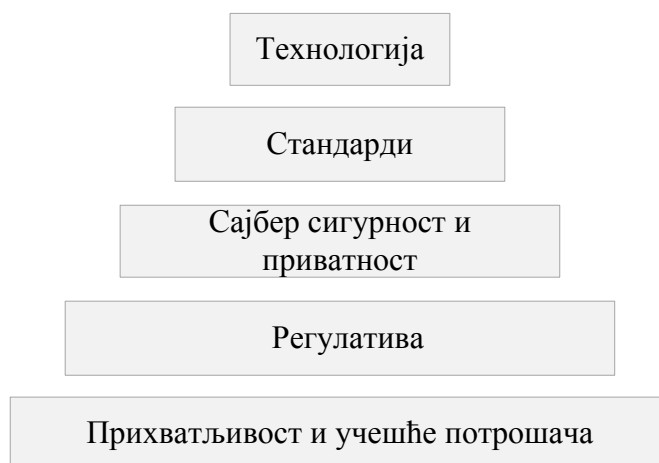 Технологија
Стандарди
Сајбер сигурност и
приватност
Регулатива
Прихватљивост и учешће потрошача